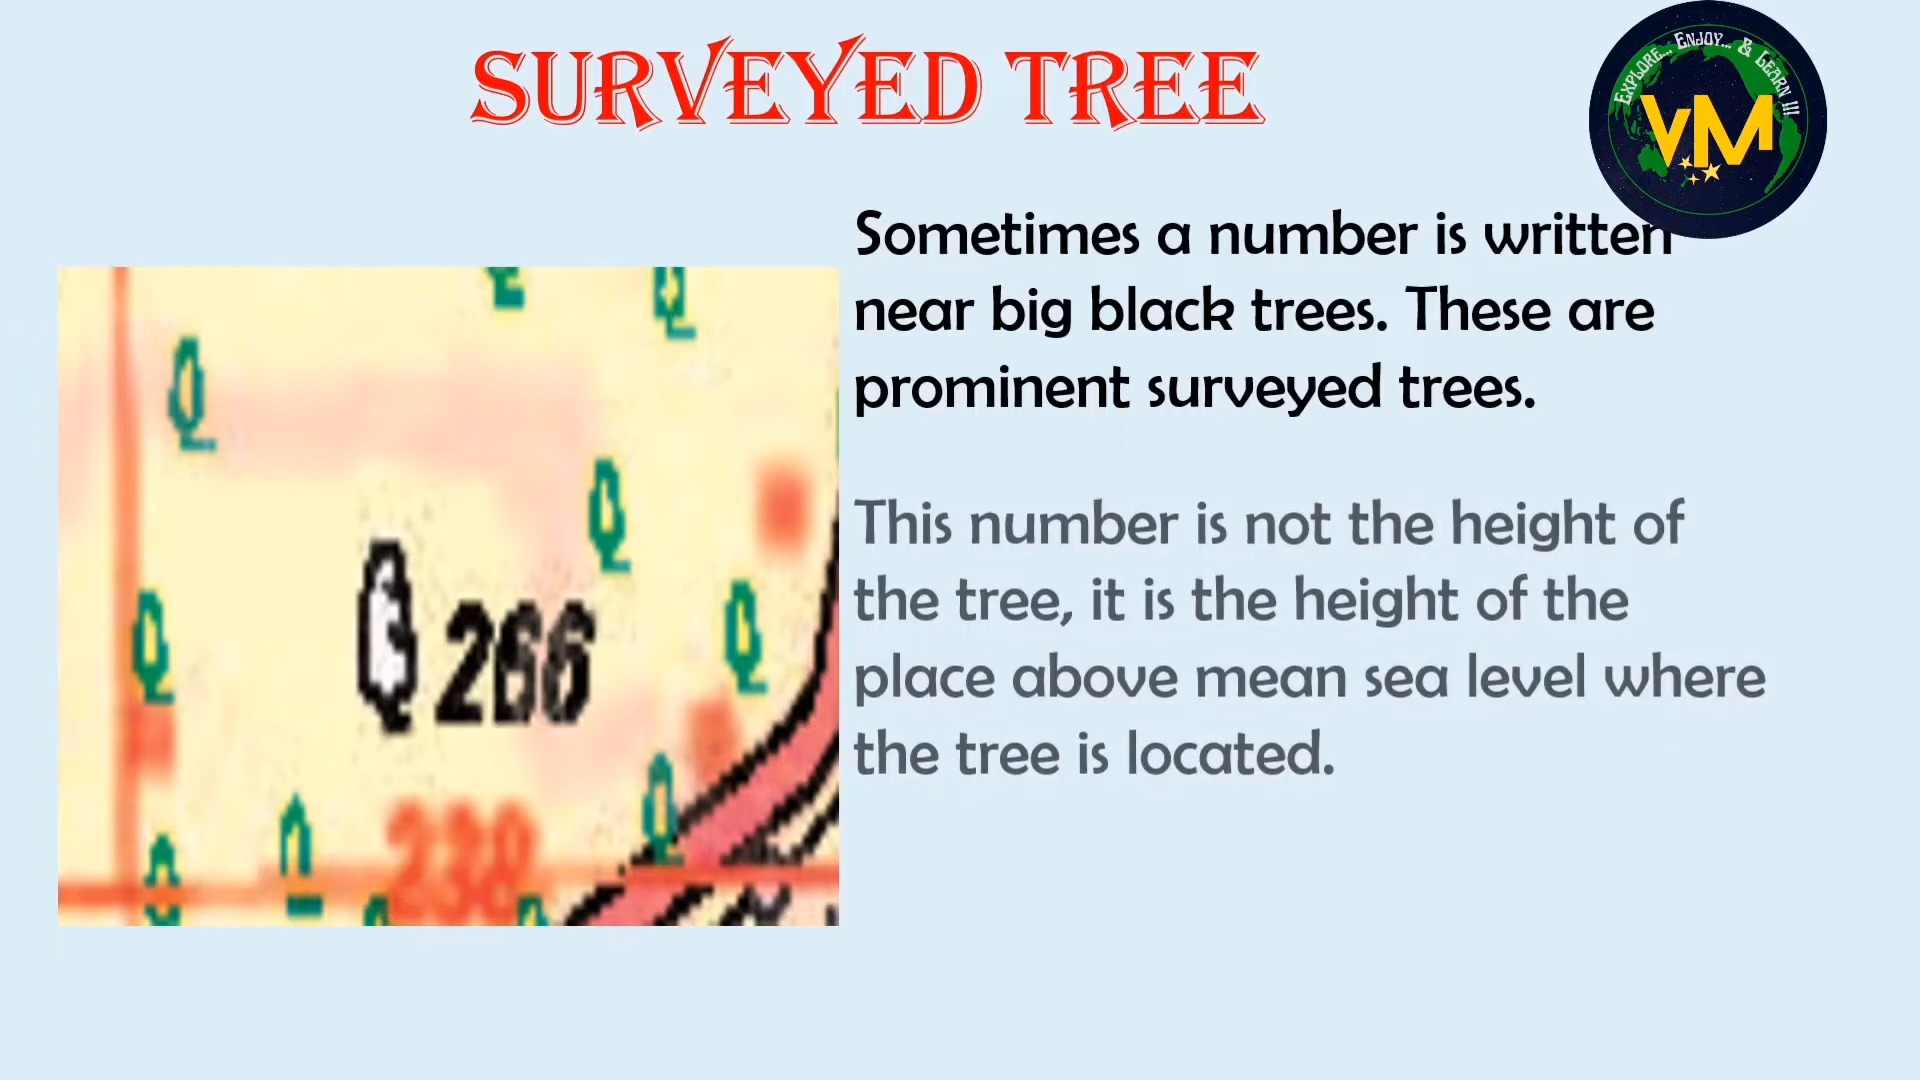 SURVEYED TREE
EXPLORE... ENJOY... & LEARN !!!
VM
Sometimes a number is written
near big black trees. These are
prominent surveyed trees.
This number is not the height of
the tree, it is the height of the
place above mean sea level where
the tree is located.
266
238